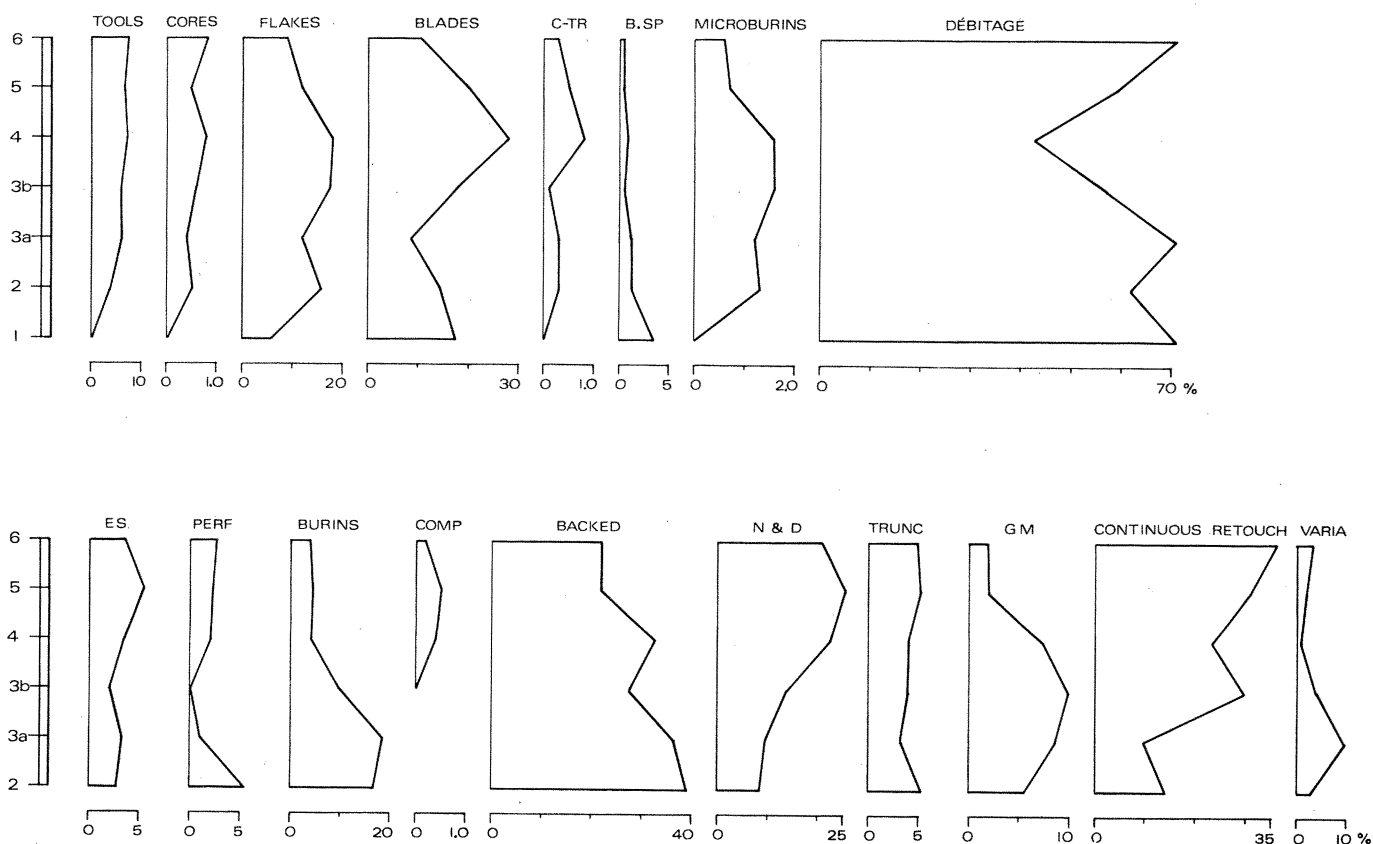 TOOLS CORES FLAKES BLADES C-TR B.SP MICROBURINS DÉBITAGE
6
5
4
3b
3a
2
1
0 10 0 1.0 0 20 0 30 0 1.0 0 5 0 2.0 0 70 %
ES. PERF BURINS COMP BACKED N & D TRUNC GM CONTINUOUS RETOUCH VARIA
6
5
4
3b
3a
2
0 5 0 5 0 20 0 1.0 0 40 0 25 0 5 0 10 0 35 0 10 %